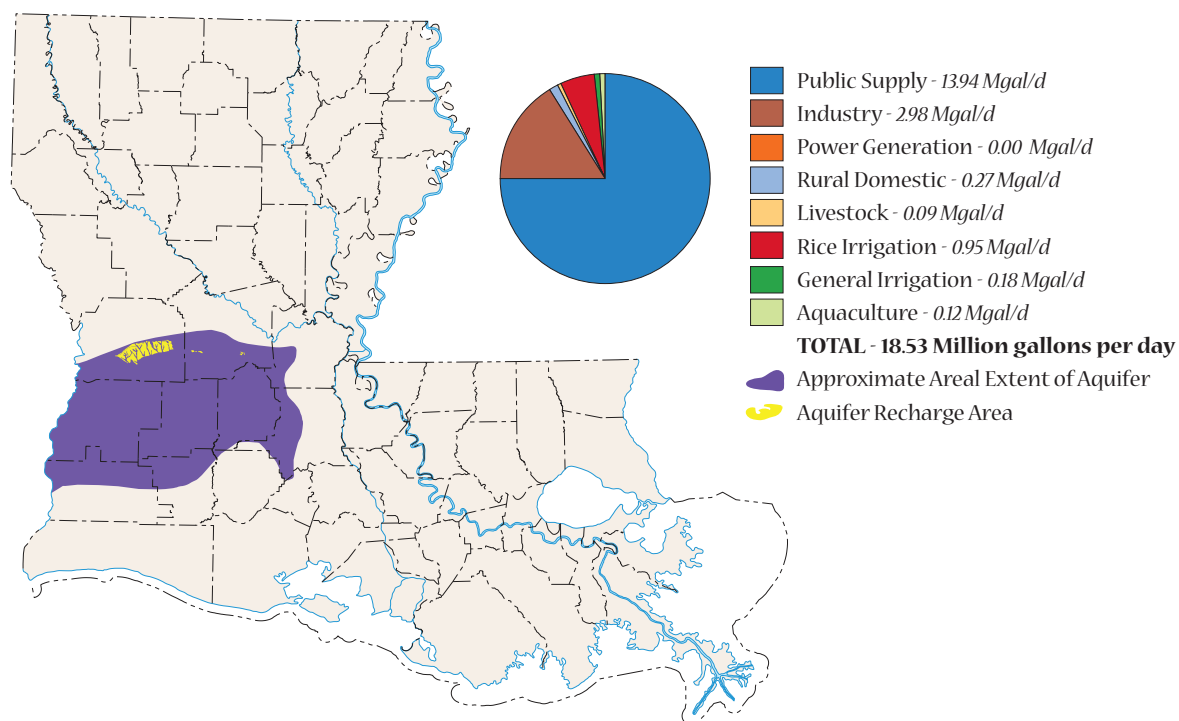 Public Supply - 13.94 Mgal/d
Industry - 2.98 Mgal/d
Power Generation - 0.00 Mgal/d
Rural Domestic - 0.27 Mgal/d
Livestock - 0.09 Mgal/d
Rice Irrigation - 0.95 Mgal/d
General Irrigation - 0.18 Mgal/d
Aquaculture - 0.12 Mgal/d
TOTAL - 18.53 Million gallons per day
Approximate Areal Extent of Aquifer
Aquifer Recharge Area